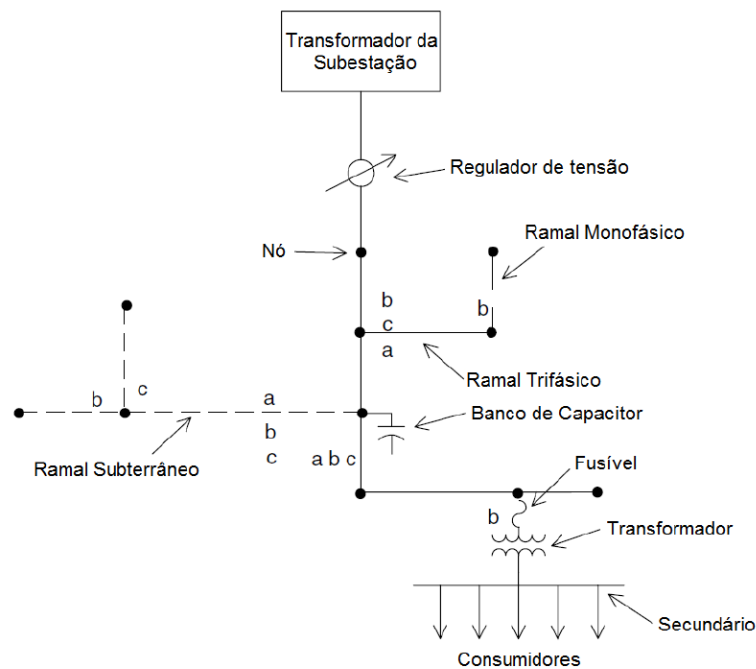 Transformador da
Subestação
Regulador de tensão
Ramal Monofásico
Nó
b
c
a
b
Ramal Trifásico
b
c
a
b
c
Ramal Subterrâneo
Banco de Capacitor
a b c
Fusível
b
Transformador
Secundário
Consumidores